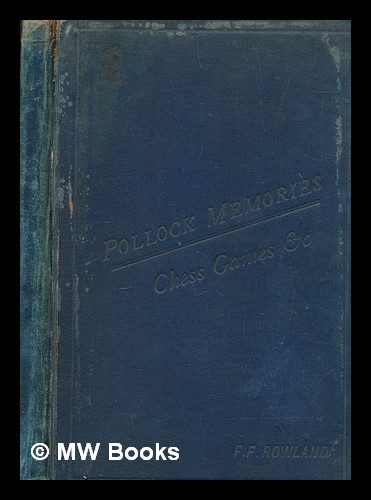 POLLOCK MEMORIES
Chess Games &c
F.F. ROWLAND
© MW Books